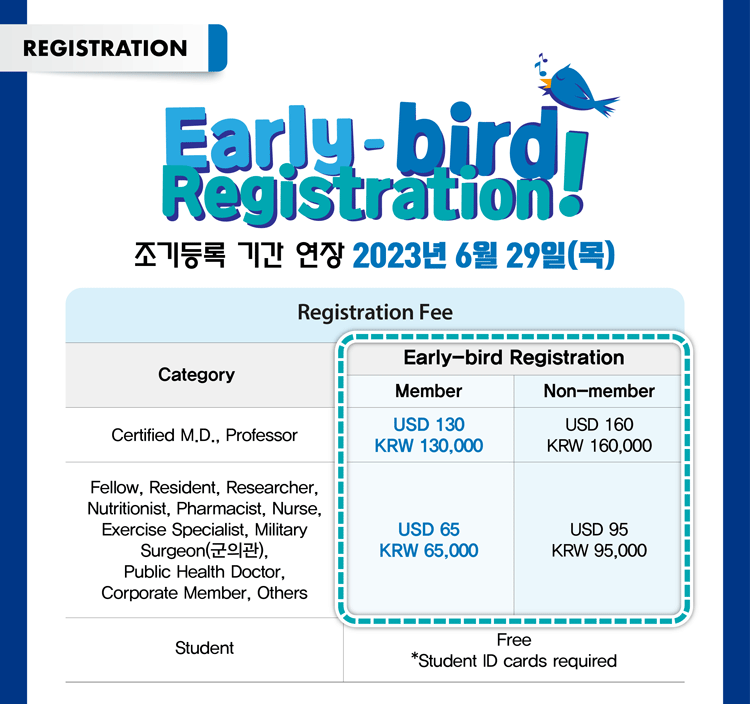 REGISTRATION
Early-bird
Registration!
조기등록 기간 연장 2023년 6월 29일(목)
Registration Fee
Category
Early-bird Registration
Member
Non-member
Certified M.D., Professor
USD 130
KRW 130,000
USD 160
KRW 160,000
Fellow, Resident, Researcher,
Nutritionist, Pharmacist, Nurse,
Exercise Specialist, Military
Surgeon(군의관),
Public Health Doctor,
Corporate Member, Others
USD 65
KRW 65,000
USD 95
KRW 95,000
Student
Free
*Student ID cards required